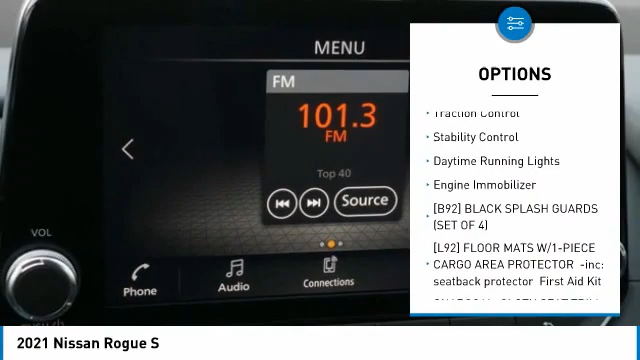 MENU
FM
101.3
FM
Top 40
Source
VOL
Phone
Audio
Connections
OPTIONS
Traction Control
Stability Control
Daytime Running Lights
Engine Immobilizer
[B92] BLACK SPLASH GUARDS
(SET OF 4)
[L92] FLOOR MATS W/1-PIECE
CARGO AREA PROTECTOR -inc:
seatback protector First Aid Kit
2021 Nissan Rogue S